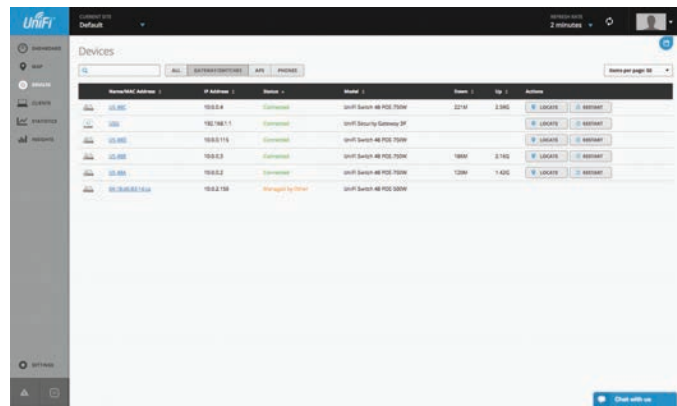 UniFi
CURRENT SITE
Default
REFRESH RATE
2 minutes
DASHBOARD
MAP
DEVICES
CLIENTS
STATISTICS
INSIGHTS
SETTINGS
Devices
ALL GATEWAY/SWITCHES APS PHONES
Items per page: 50
Name/MAC Address IP Address Status Model Down Up Actions
10.0.0.4 Connected UniFi Switch 48 POE-750W 221M LOCATE RESTART
USG 192.168.1.1 Connected UniFi Security Gateway 3P LOCATE RESTART
10.0.0.115 Connected UniFi Switch 48 POE-750W LOCATE RESTART
10.0.0.3 Connected UniFi Switch 48 POE-750W LOCATE RESTART
10.0.0.2 Connected UniFi Switch 48 POE-750W LOCATE RESTART
10.0.2.158 Managed by Other UniFi Switch 48 POE-500W
Chat with us